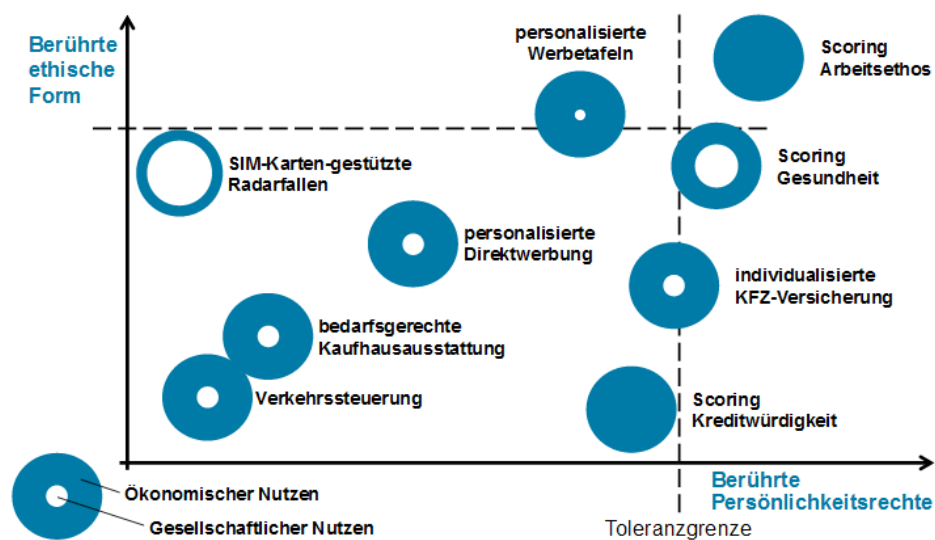 Berührte
ethische
Form
personalisierte
Werbetafeln
Scoring
Arbeitsethos
SIM-Karten-gestützte
Radarfallen
Scoring
Gesundheit
personalisierte
Direktwerbung
individualisierte
KFZ-Versicherung
bedarfsgerechte
Kaufhausausstattung
Verkehrssteuerung
Scoring
Kreditwürdigkeit
Berührte
Persönlichkeitsrechte
Ökonomischer Nutzen
Gesellschaftlicher Nutzen
Toleranzgrenze